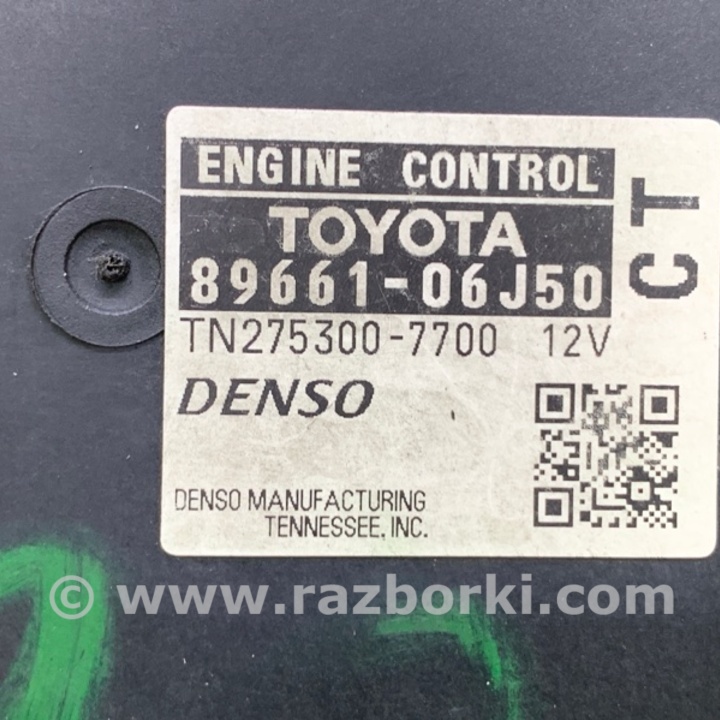 ENGINE CONTROL
TOYOTA
89661-06J50
CT
TN275300-7700 12V
DENSO
DENSO MANUFACTURING
TENNESSEE, INC.
© www.razborki.com